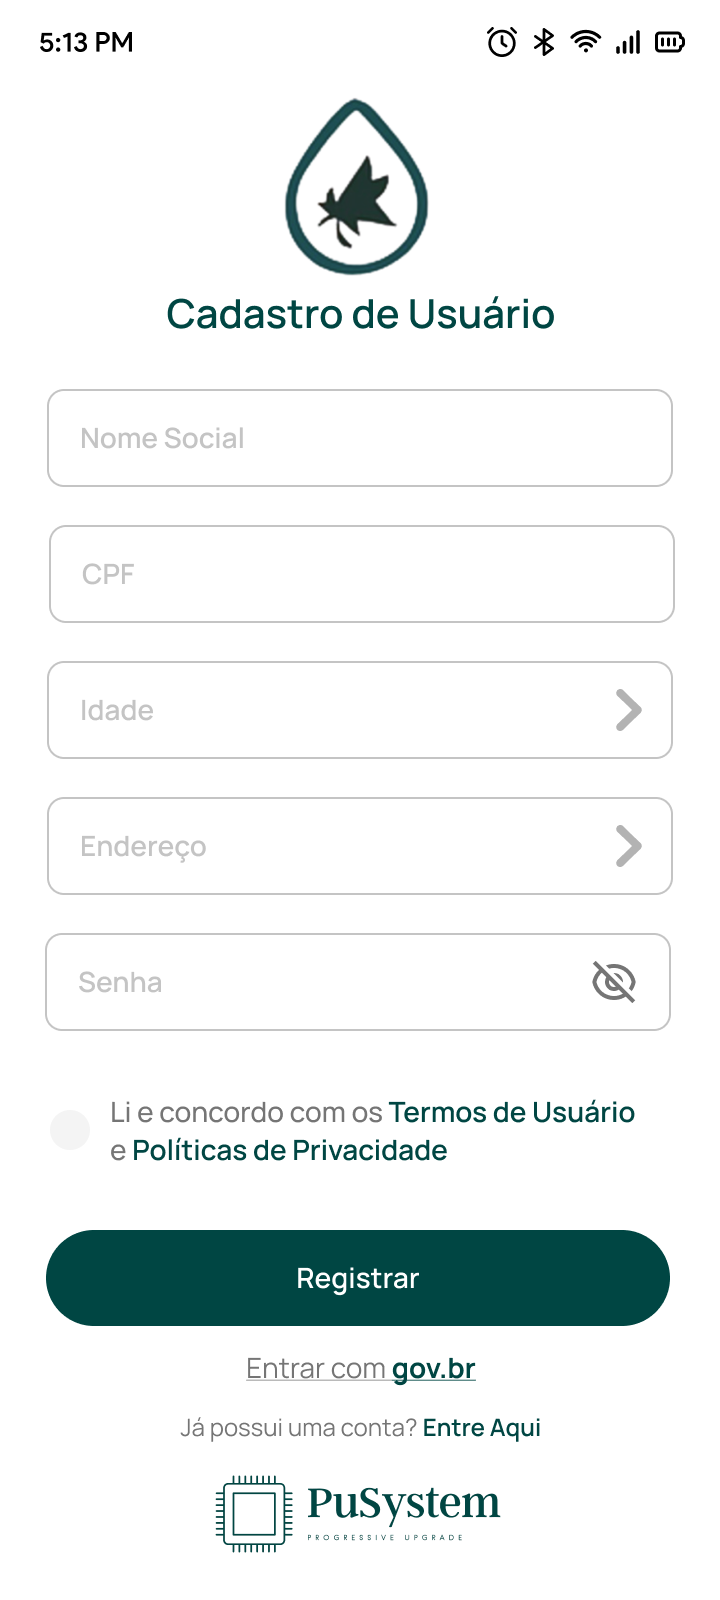 5:13 PM
Cadastro de Usuário
Nome Social
CPF
Idade
Endereço
Senha
Li e concordo com os Termos de Usuário
e Políticas de Privacidade
Registrar
Entrar com gov.br
Já possui uma conta? Entre Aqui
PuSystem
PROGRESSIVE UPGRADE